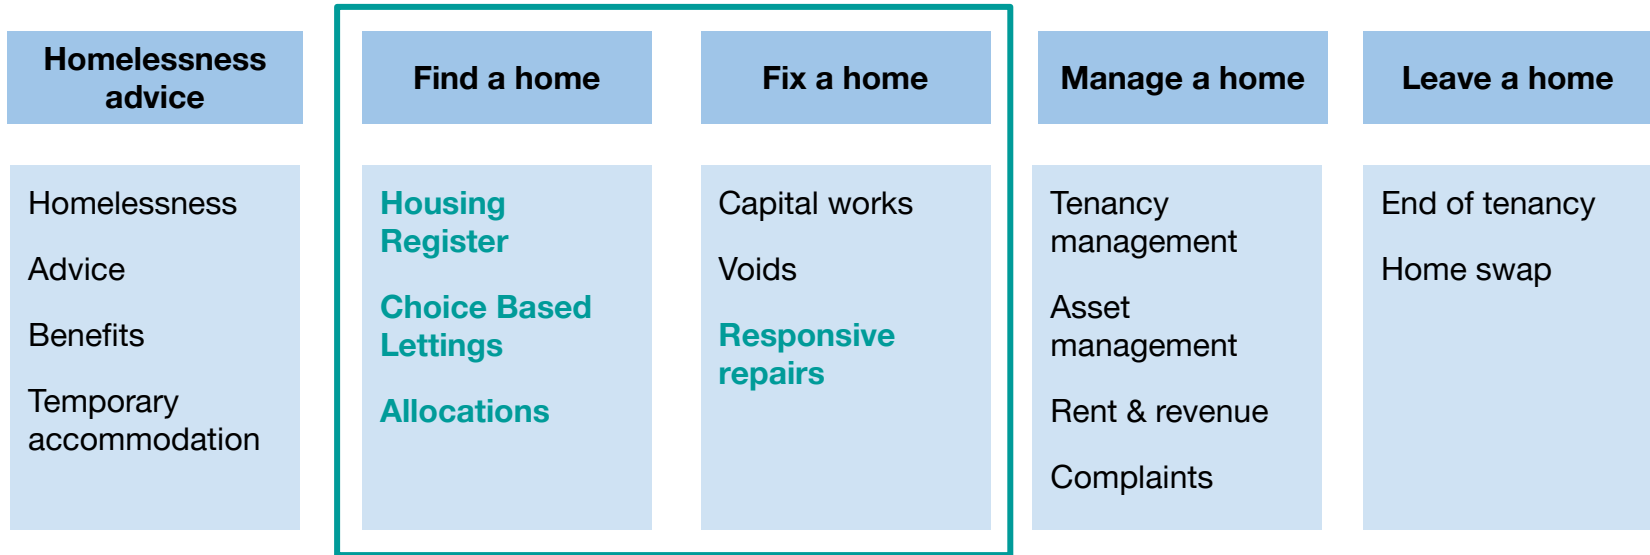 Homelessness
advice
Find a home
Fix a home
Manage a home
Leave a home
Homelessness
Advice
Benefits
Temporary
accommodation
Housing
Register
Choice Based
Lettings
Allocations
Capital works
Voids
Responsive
repairs
Tenancy
management
Asset
management
Rent & revenue
Complaints
End of tenancy
Home swap